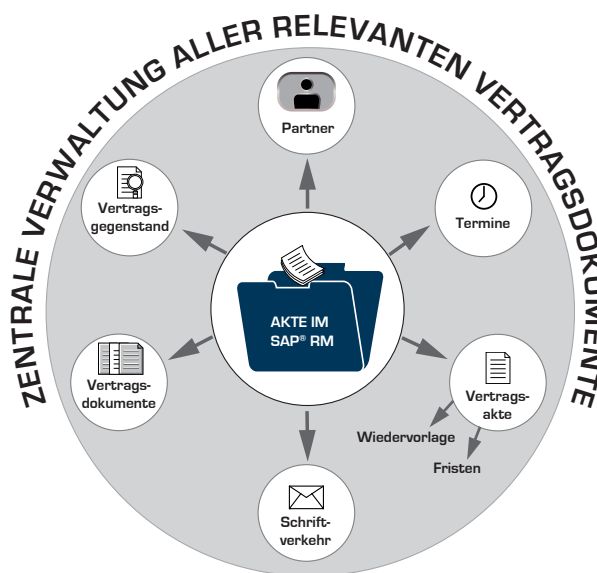 ZENTRALE VERWALTUNG ALLER RELEVANTEN VERTRAGSDOKUMENTE
Partner
Vertrags-
gegenstand
Termine
AKTE IM
SAP® RM
Vertrags-
dokumente
Vertrags-
akte
Wiedervorlage
Fristen
Schrift-
verkehr